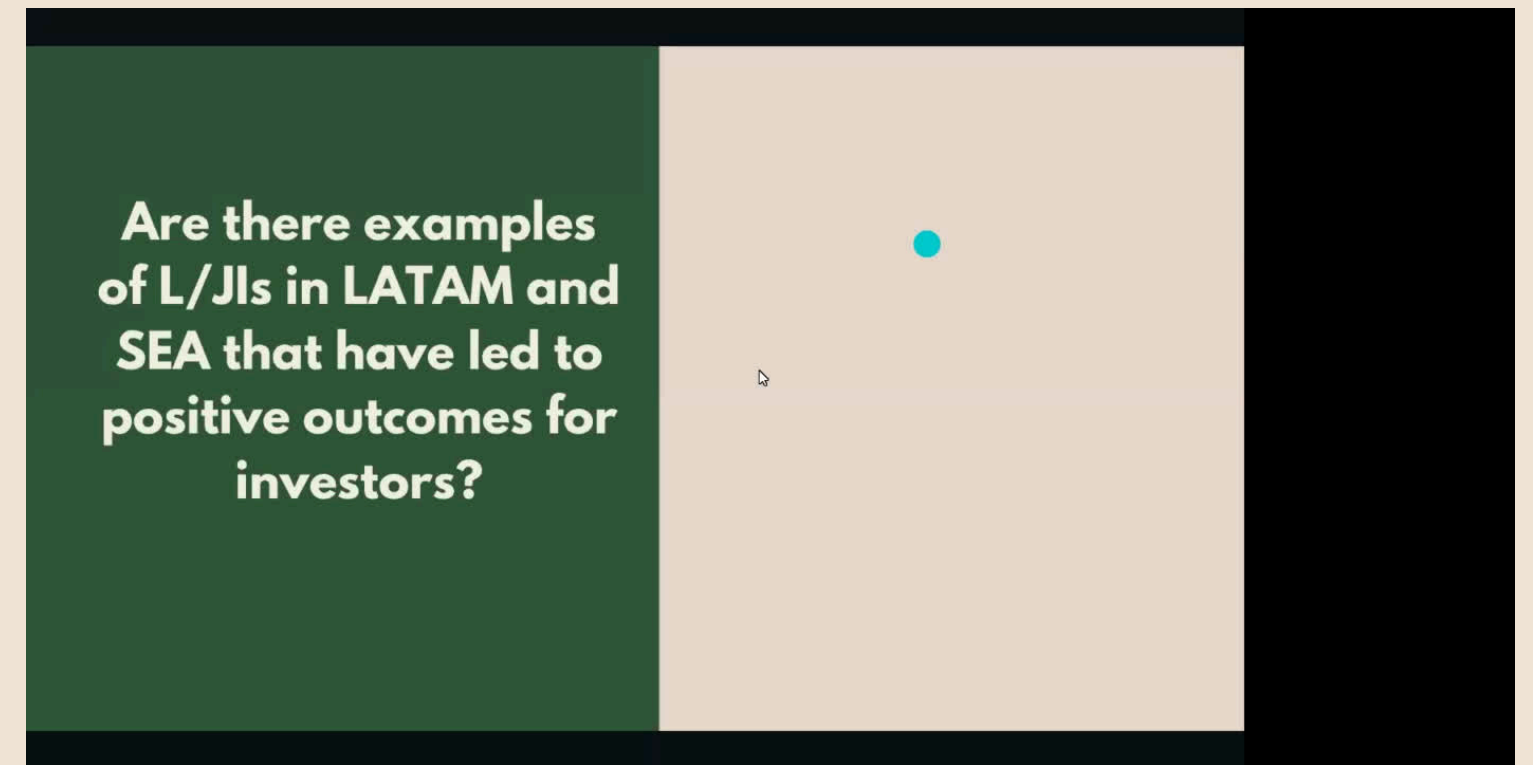 Are there examples
of L/JIs in LATAM and
SEA that have led to
positive outcomes for
investors?